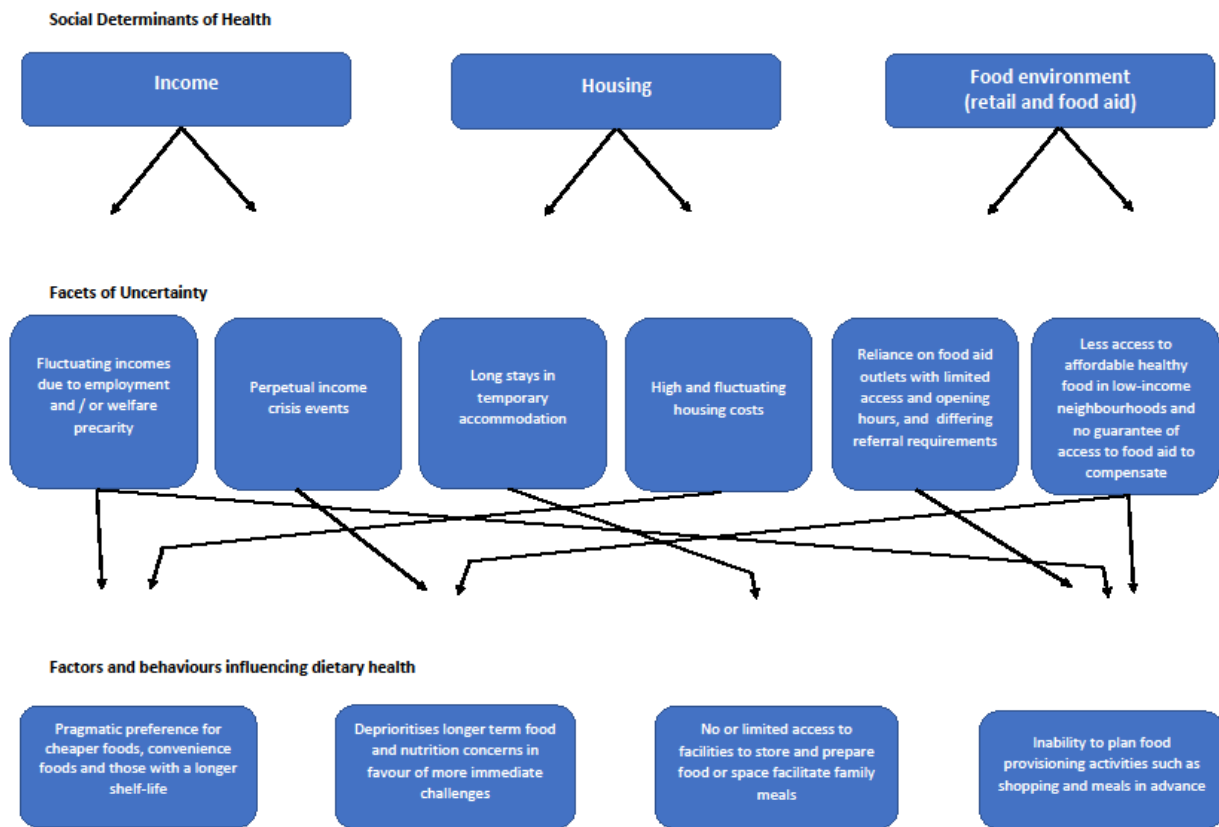 Social Determinants of Health
Income
Housing
Food environment
(retail and food aid)
Facets of Uncertainty
Fluctuating incomes
due to employment
and / or welfare
precarity
Perpetual income
crisis events
Long stays in
temporary
accommodation
High and fluctuating
housing costs
Reliance on food aid
outlets with limited
access and opening
hours, and differing
referral requirements
Less access to
affordable healthy
food in low-income
neighbourhoods and
no guarantee of
access to food aid to
compensate
Factors and behaviours influencing dietary health
Pragmatic preference for
cheaper foods, convenience
foods and those with a longer
shelf-life
Deprioritises longer term food
and nutrition concerns in
favour of more immediate
challenges
No or limited access to
facilities to store and prepare
food or space facilitate family
meals
Inability to plan food
provisioning activities such as
shopping and meals in advance